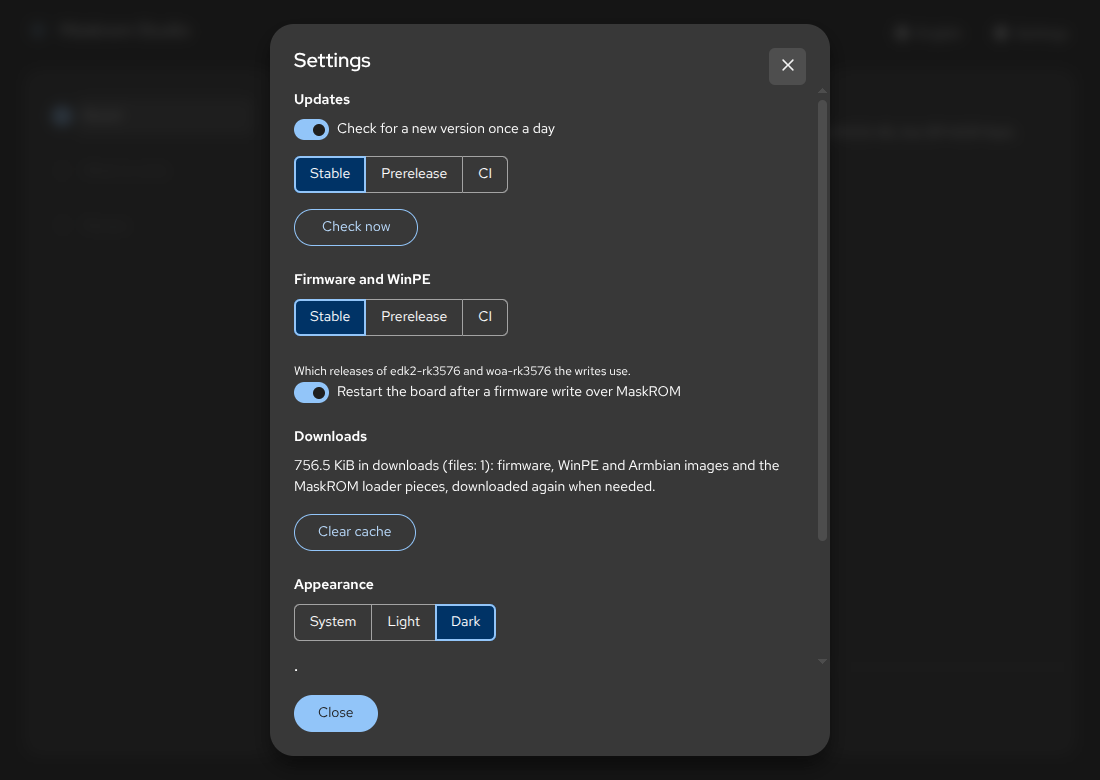 Settings
Updates
Check for a new version once a day
Stable
Prerelease
CI
Check now
Firmware and WinPE
Stable
Prerelease
CI
Which releases of edk2-rk3576 and woa-rk3576 the writes use.
Restart the board after a firmware write over MaskROM
Downloads
756.5 KiB in downloads (files: 1): firmware, WinPE and Armbian images and the
MaskROM loader pieces, downloaded again when needed.
Clear cache
Appearance
System
Light
Dark
Close